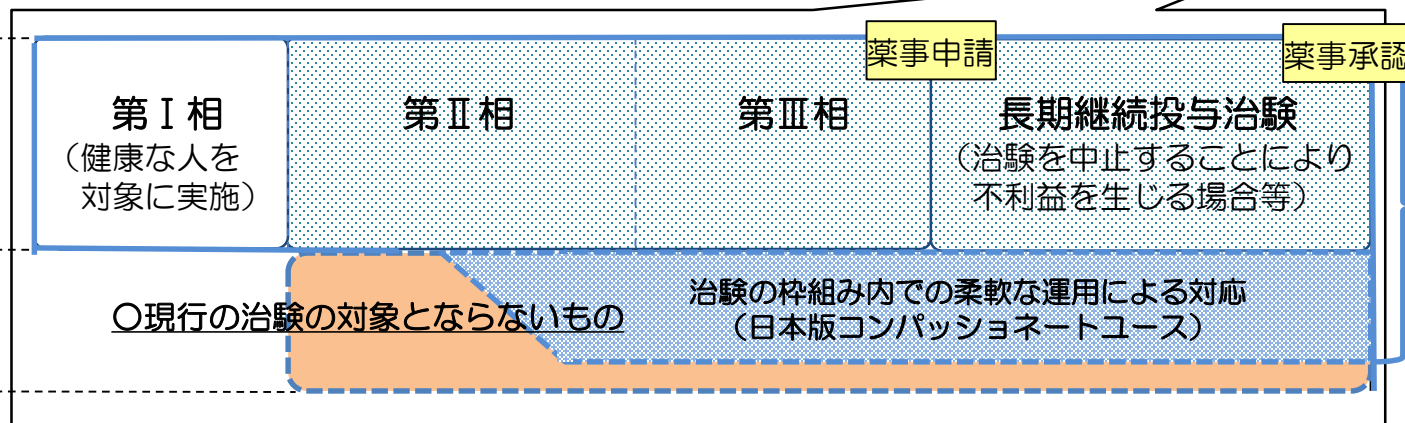 薬事申請
薬事承認
第Ⅰ相
（健康な人を
対象に実施）
第Ⅱ相
第Ⅲ相
長期継続投与治験
（治験を中止することにより
不利益を生じる場合等）
○現行の治験の対象とならないもの
治験の枠組み内での柔軟な運用による対応
（日本版コンパッショネートユース）